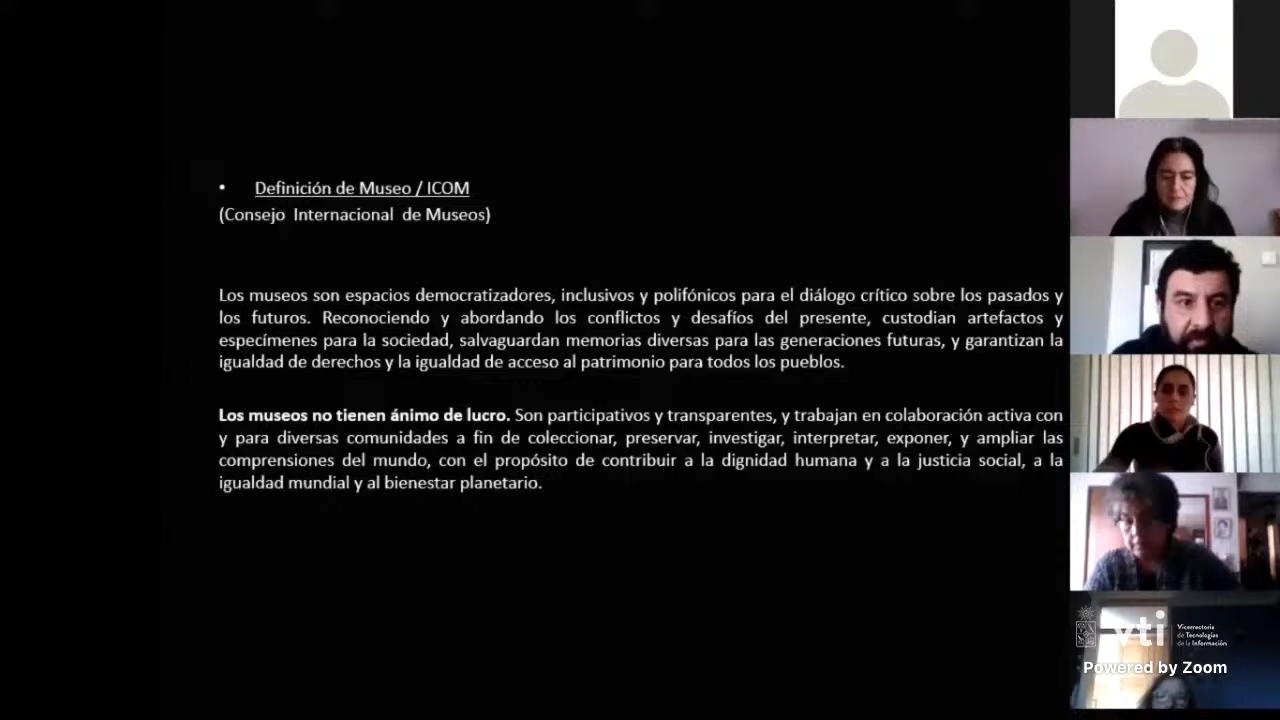 • Definición de Museo / ICOM
(Consejo Internacional de Museos)
Los museos son espacios democratizadores, inclusivos y polifónicos para el diálogo crítico sobre los pasados y
los futuros. Reconociendo y abordando los conflictos y desafíos del presente, custodian artefactos y
especímenes para la sociedad, salvaguardan memorias diversas para las generaciones futuras, y garantizan la
igualdad de derechos y la igualdad de acceso al patrimonio para todos los pueblos.
Los museos no tienen ánimo de lucro. Son participativos y transparentes, y trabajan en colaboración activa con
y para diversas comunidades a fin de coleccionar, preservar, investigar, interpretar, exponer, y ampliar las
comprensiones del mundo, con el propósito de contribuir a la dignidad humana y a la justicia social, a la
igualdad mundial y al bienestar planetario.
vti
Vicerrectoría
de Tecnologías
de la Información
Powered by Zoom